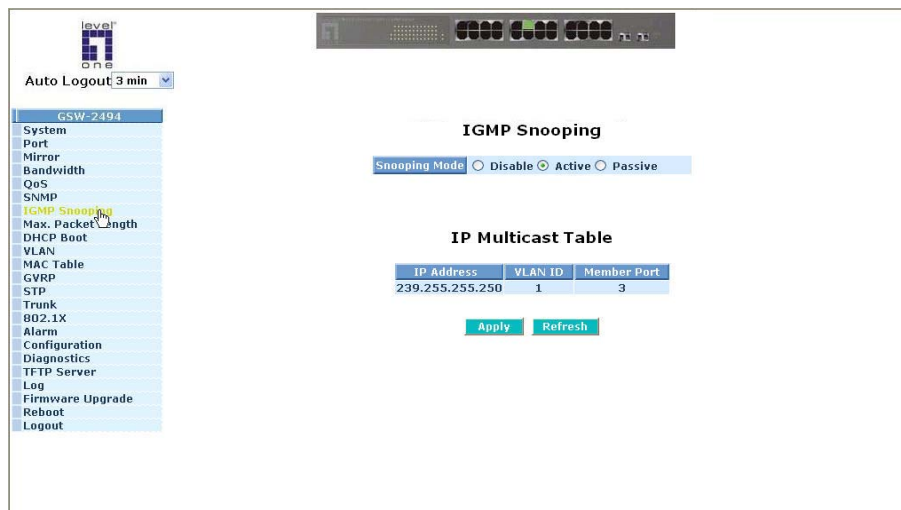 level
one
Auto Logout 3 min
GSW-2494
System
Port
Mirror
Bandwidth
QoS
SNMP
IGMP Snooping
Max. Packet Length
DHCP Boot
VLAN
MAC Table
GVRP
STP
Trunk
802.1X
Alarm
Configuration
Diagnostics
TFTP Server
Log
Firmware Upgrade
Reboot
Logout
IGMP Snooping
Snooping Mode Disable Active Passive
IP Multicast Table
IP Address VLAN ID Member Port
239.255.255.250 1 3
Apply Refresh